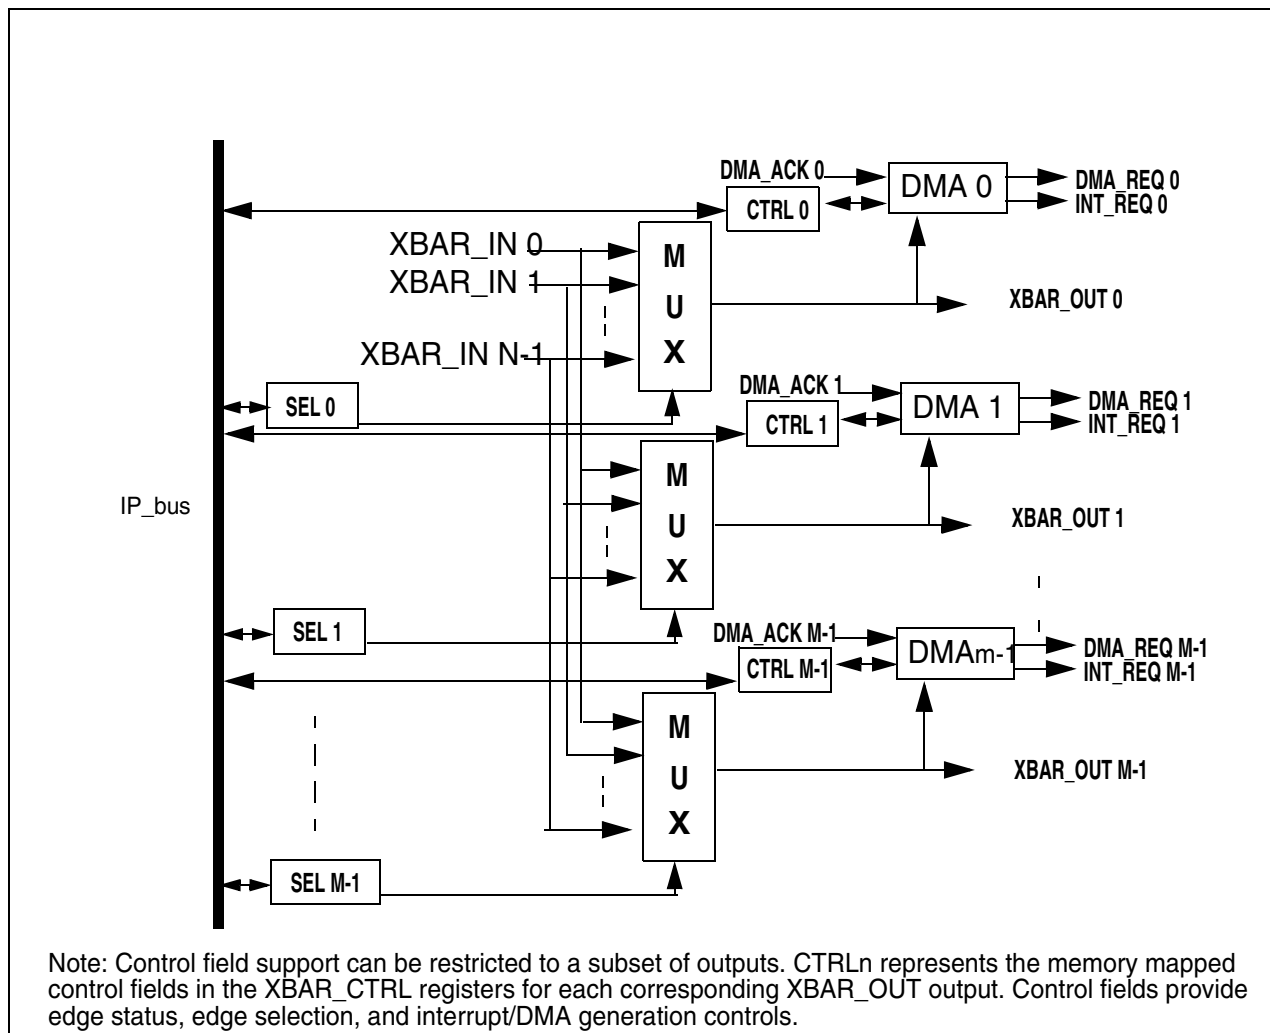 DMA_ACK 0
DMA 0
DMA_REQ 0
CTRL 0
INT_REQ 0
XBAR_IN 0
M
U
X
XBAR_IN 1
XBAR_OUT 0
XBAR_IN N-1
SEL 0
DMA_ACK 1
DMA 1
DMA_REQ 1
CTRL 1
INT_REQ 1
M
U
X
IP_bus
XBAR_OUT 1
SEL 1
DMA_ACK M-1
DMAm-1
DMA_REQ M-1
CTRL M-1
INT_REQ M-1
M
U
X
XBAR_OUT M-1
SEL M-1
Note: Control field support can be restricted to a subset of outputs. CTRLn represents the memory mapped
control fields in the XBAR_CTRL registers for each corresponding XBAR_OUT output. Control fields provide
edge status, edge selection, and interrupt/DMA generation controls.